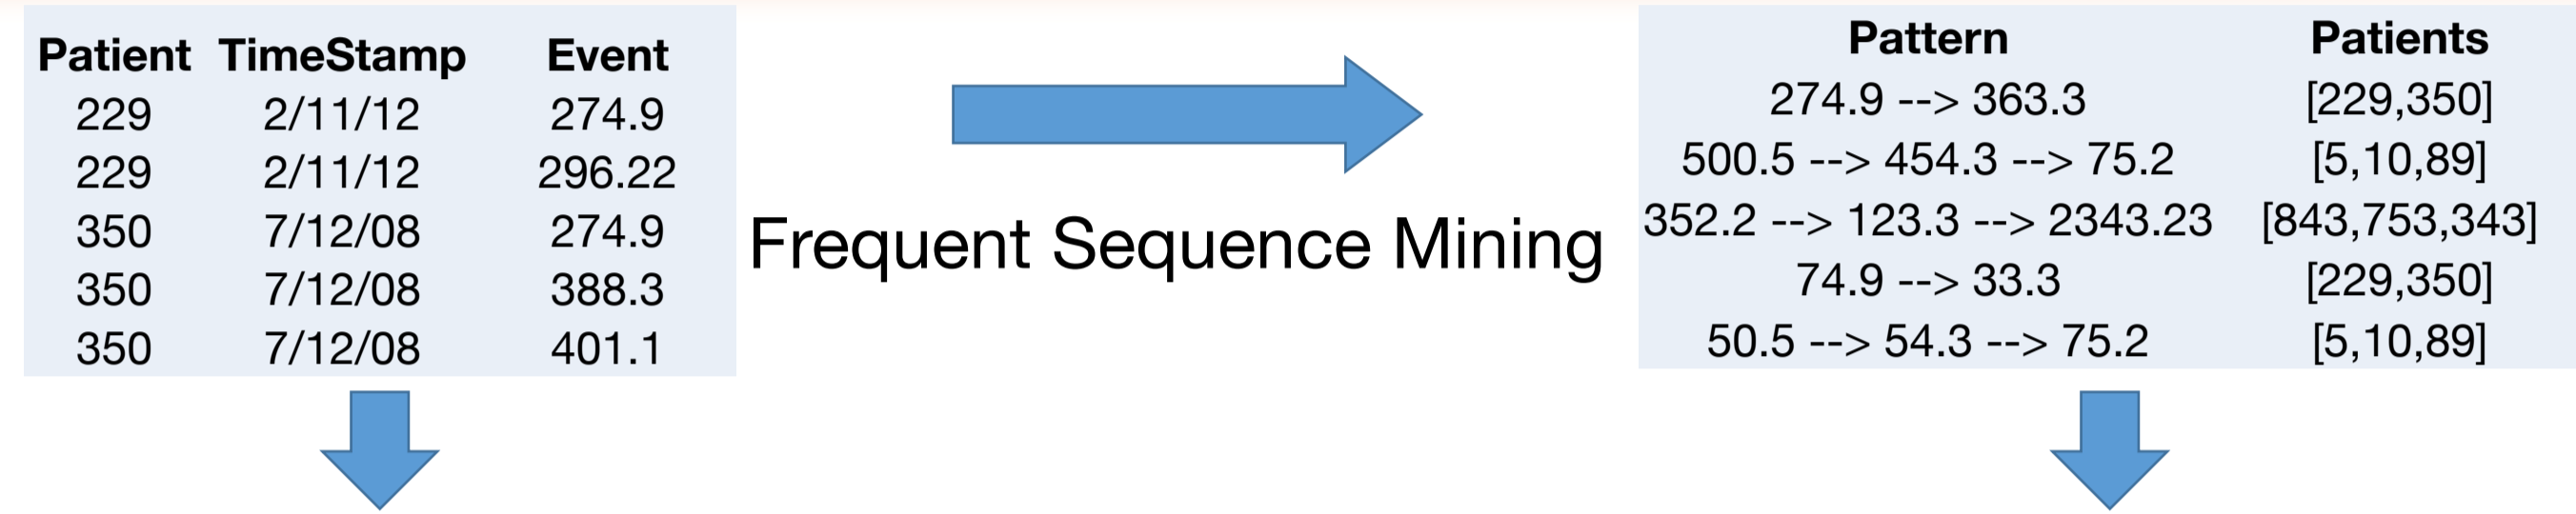 Patient TimeStamp Event
229 2/11/12 274.9
229 2/11/12 296.22
350 7/12/08 274.9
350 7/12/08 388.3
350 7/12/08 401.1
Frequent Sequence Mining
Pattern Patients
274.9 --> 363.3 [229,350]
500.5 --> 454.3 --> 75.2 [5,10,89]
352.2 --> 123.3 --> 2343.23 [843,753,343]
74.9 --> 33.3 [229,350]
50.5 --> 54.3 --> 75.2 [5,10,89]